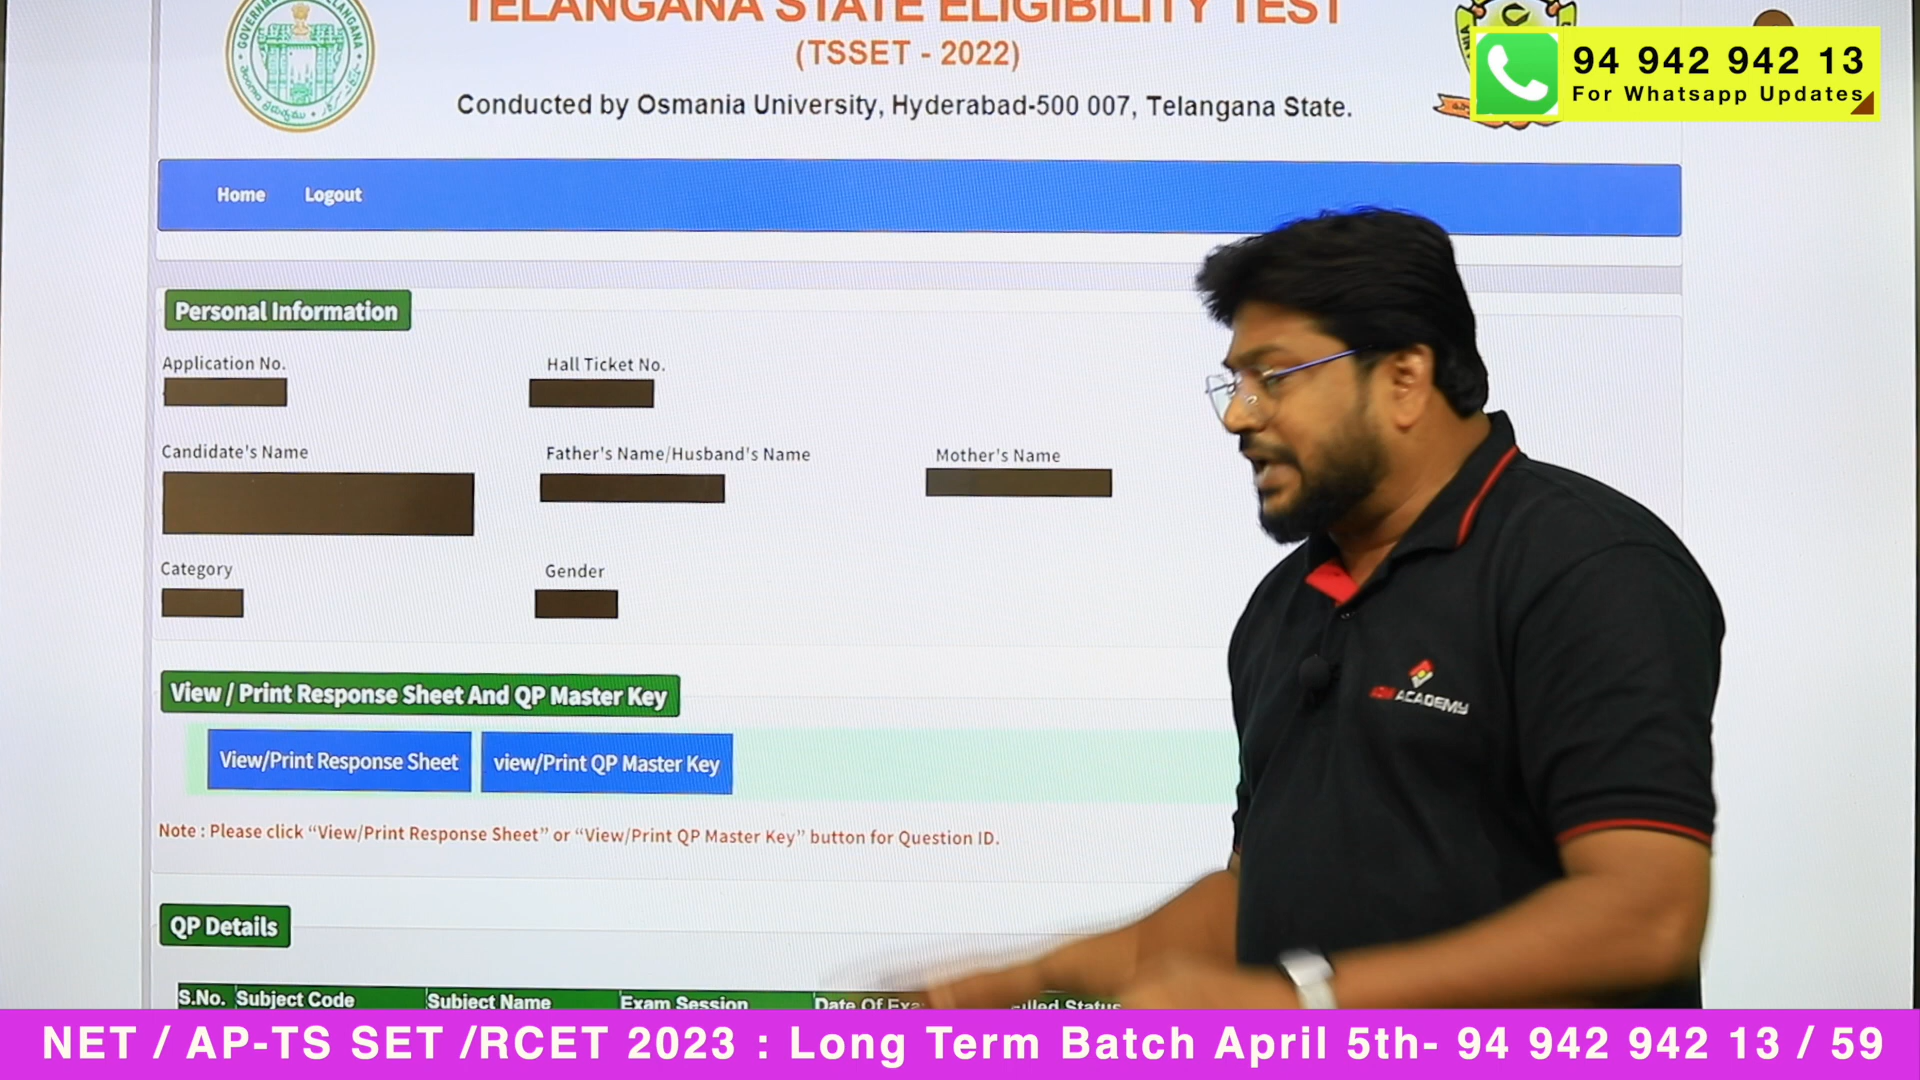 TELANGANA STATE ELIGIBILITY TEST
(TSSET - 2022)
Conducted by Osmania University, Hyderabad-500 007, Telangana State.
94 942 942 13
For Whatsapp Updates
Home Logout
Personal Information
Application No. Hall Ticket No.
Candidate's Name Father's Name/Husband's Name Mother's Name
Category Gender
View / Print Response Sheet And QP Master Key
View/Print Response Sheet view/Print QP Master Key
Note : Please click “View/Print Response Sheet” or “View/Print QP Master Key” button for Question ID.
ACADEMY
QP Details
S.No. Subject Code Subject Name Exam Session Date Of Status
NET / AP-TS SET /RCET 2023 : Long Term Batch April 5th- 94 942 942 13 / 59